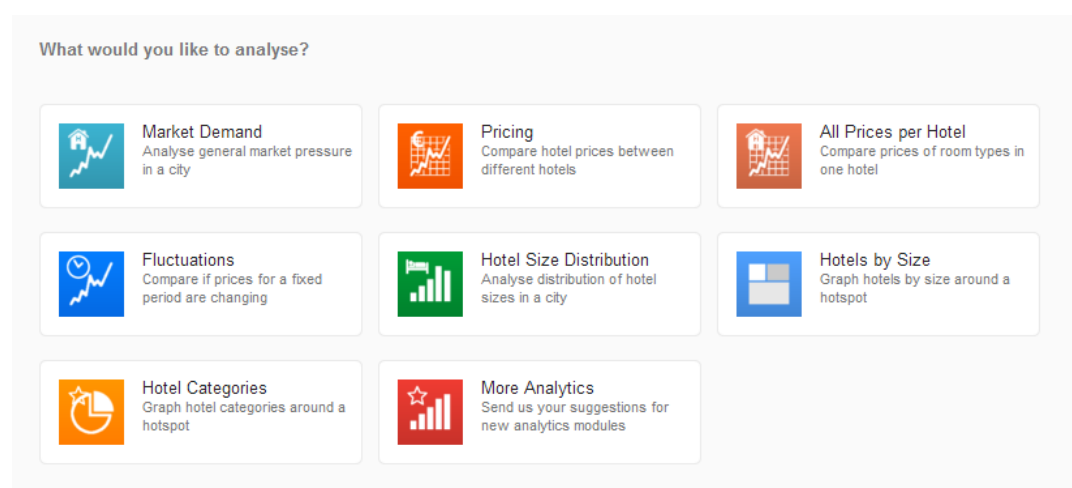 What would you like to analyse?
Market Demand
Analyse general market pressure
in a city
Pricing
Compare hotel prices between
different hotels
All Prices per Hotel
Compare prices of room types in
one hotel
Fluctuations
Compare if prices for a fixed
period are changing
Hotel Size Distribution
Analyse distribution of hotel
sizes in a city
Hotels by Size
Graph hotels by size around a
hotspot
Hotel Categories
Graph hotel categories around a
hotspot
More Analytics
Send us your suggestions for
new analytics modules